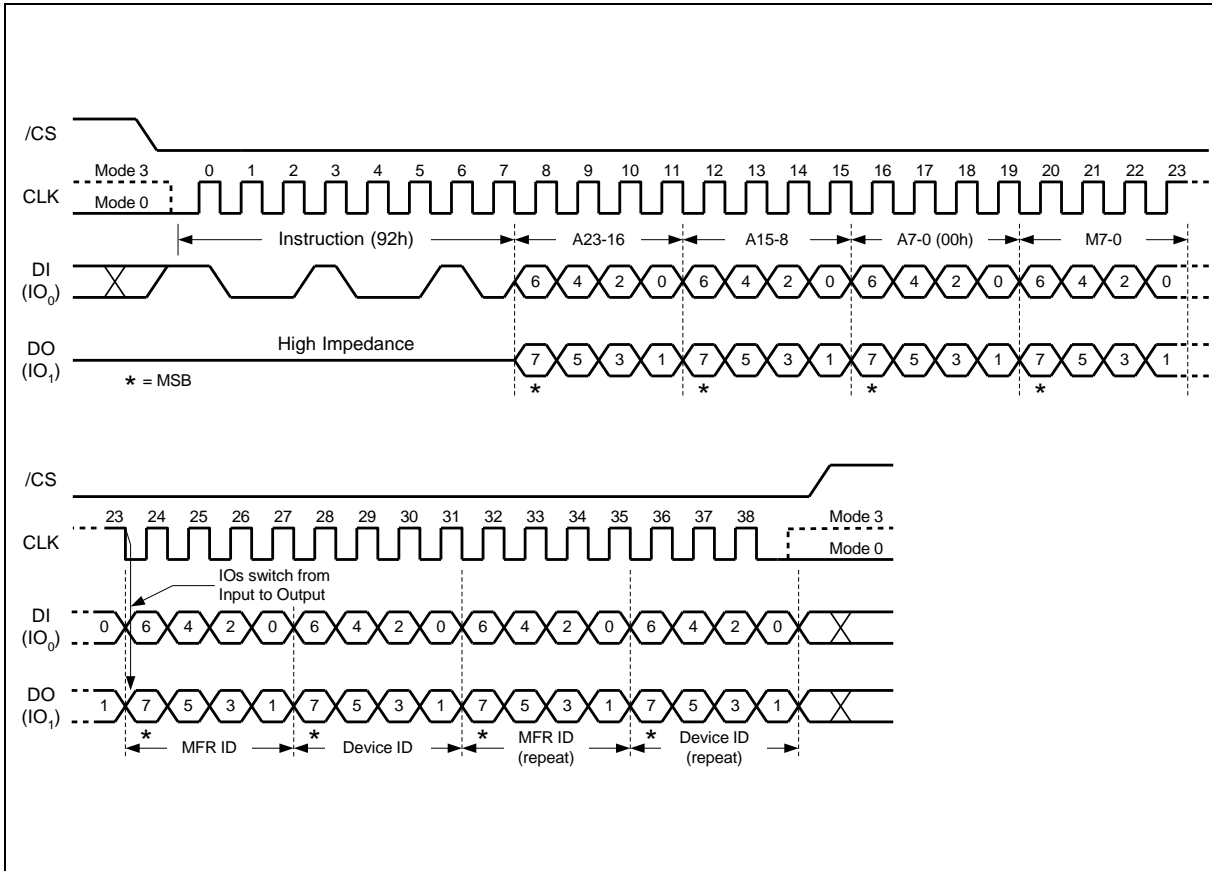 /CS
Mode 3
0 1 2 3 4 5 6 7 8 9 10 11 12 13 14 15 16 17 18 19 20 21 22 23
CLK
Mode 0
Instruction (92h) A23-16 A15-8 A7-0 (00h) M7-0
DI
(IO0)
6 4 2 0 6 4 2 0 6 4 2 0 6 4 2 0
High Impedance
DO
(IO1)
7 5 3 1 7 5 3 1 7 5 3 1 7 5 3 1
* = MSB
* * * *
/CS
23 24 25 26 27 28 29 30 31 32 33 34 35 36 37 38
Mode 3
CLK
Mode 0
IOs switch from
Input to Output
DI
(IO0)
0 6 4 2 0 6 4 2 0 6 4 2 0 6 4 2 0
DO
(IO1)
1 7 5 3 1 7 5 3 1 7 5 3 1 7 5 3 1
* * * *
MFR ID Device ID MFR ID
(repeat)
Device ID
(repeat)